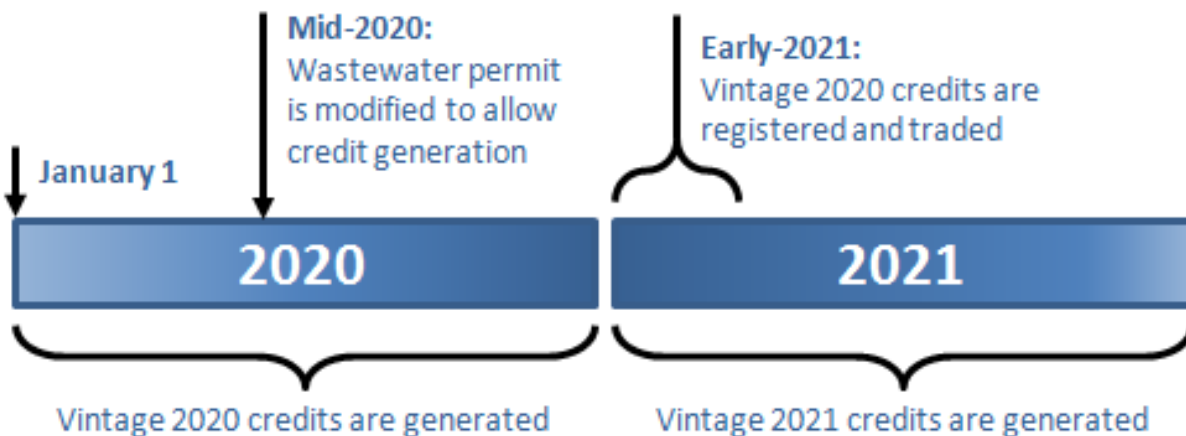 Mid-2020:
Wastewater permit
is modified to allow
credit generation
Early-2021:
Vintage 2020 credits are
registered and traded
January 1
2020
2021
Vintage 2020 credits are generated
Vintage 2021 credits are generated